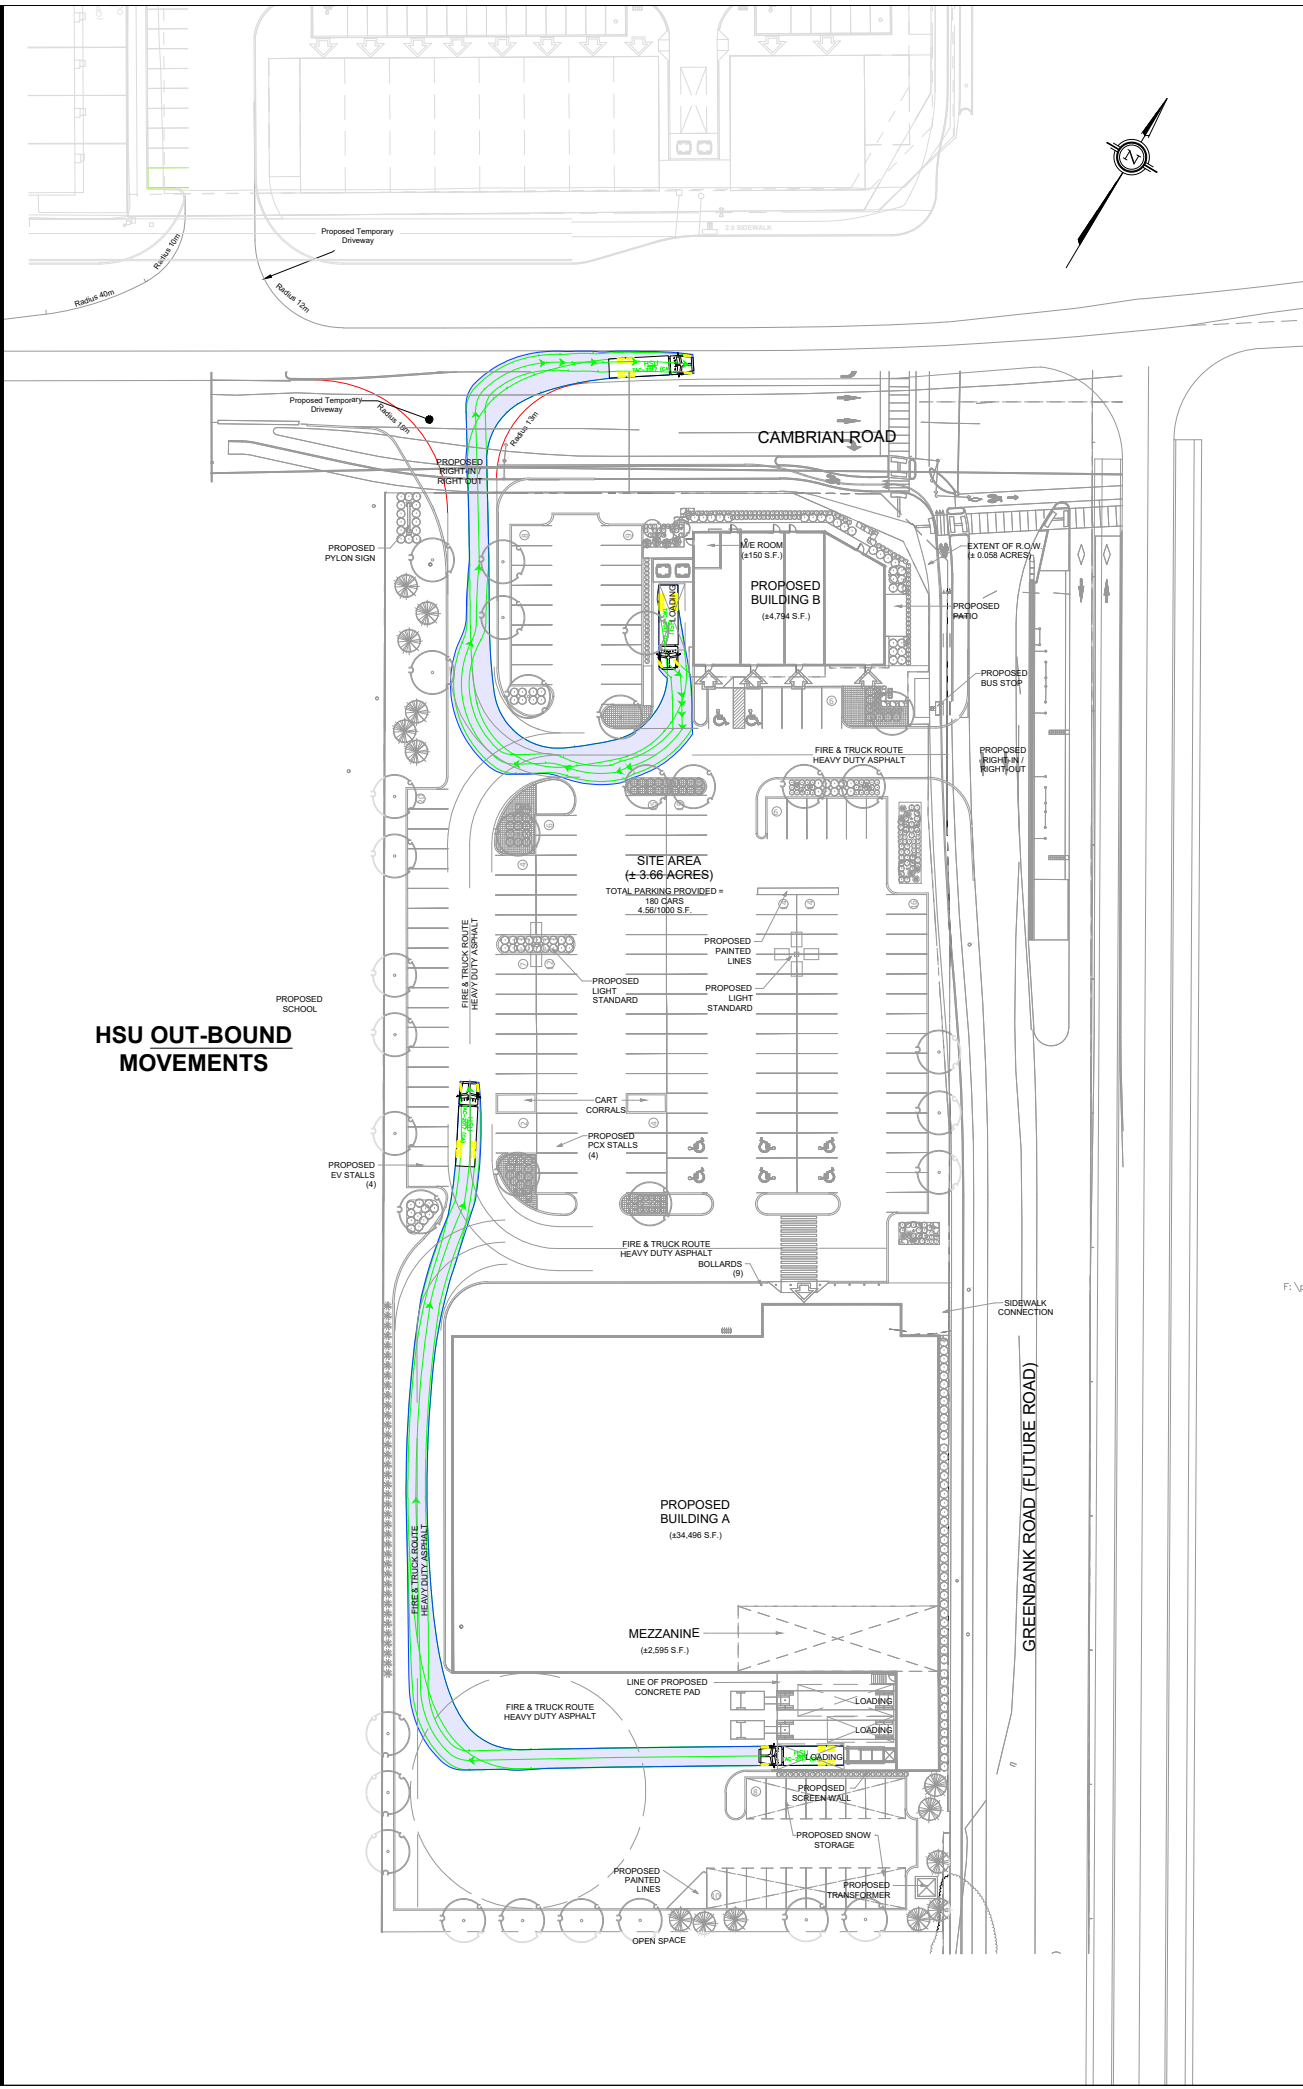 2.0 SIDEWALK
Proposed Temporary
Driveway
Radius 10m
Radius 40m
Radius 12m
N
HSU
Proposed Temporary
Driveway
Radius 15m
Radius 13m
CAMBRIAN ROAD
PROPOSED
RIGHT-IN /
RIGHT OUT
PROPOSED
PYLON SIGN
M/E ROOM
(±150 S.F.)
EXTENT OF R.O.W.
(± 0.058 ACRES)
PROPOSED
BUILDING B
(±4,794 S.F.)
LOADING
PROPOSED
PATIO
PROPOSED
BUS STOP
FIRE & TRUCK ROUTE
HEAVY DUTY ASPHALT
PROPOSED
RIGHT-IN /
RIGHT-OUT
SITE AREA
(± 3.66 ACRES)
TOTAL PARKING PROVIDED =
180 CARS
4.56/1000 S.F.
FIRE & TRUCK ROUTE
HEAVY DUTY ASPHALT
PROPOSED
PAINTED
LINES
PROPOSED
LIGHT
STANDARD
PROPOSED
LIGHT
STANDARD
PROPOSED
SCHOOL
HSU OUT-BOUND
MOVEMENTS
CART
CORRALS
PROPOSED
PCX STALLS
(4)
PROPOSED
EV STALLS
(4)
FIRE & TRUCK ROUTE
HEAVY DUTY ASPHALT
BOLLARDS
(9)
SIDEWALK
CONNECTION
F:\p
GREENBANK ROAD (FUTURE ROAD)
PROPOSED
BUILDING A
(±34,496 S.F.)
FIRE & TRUCK ROUTE
HEAVY DUTY ASPHALT
MEZZANINE
(±2,595 S.F.)
LINE OF PROPOSED
CONCRETE PAD
FIRE & TRUCK ROUTE
HEAVY DUTY ASPHALT
LOADING
LOADING
HSU
LOADING
PROPOSED
SCREEN WALL
PROPOSED SNOW
STORAGE
PROPOSED
PAINTED
LINES
PROPOSED
TRANSFORMER
OPEN SPACE